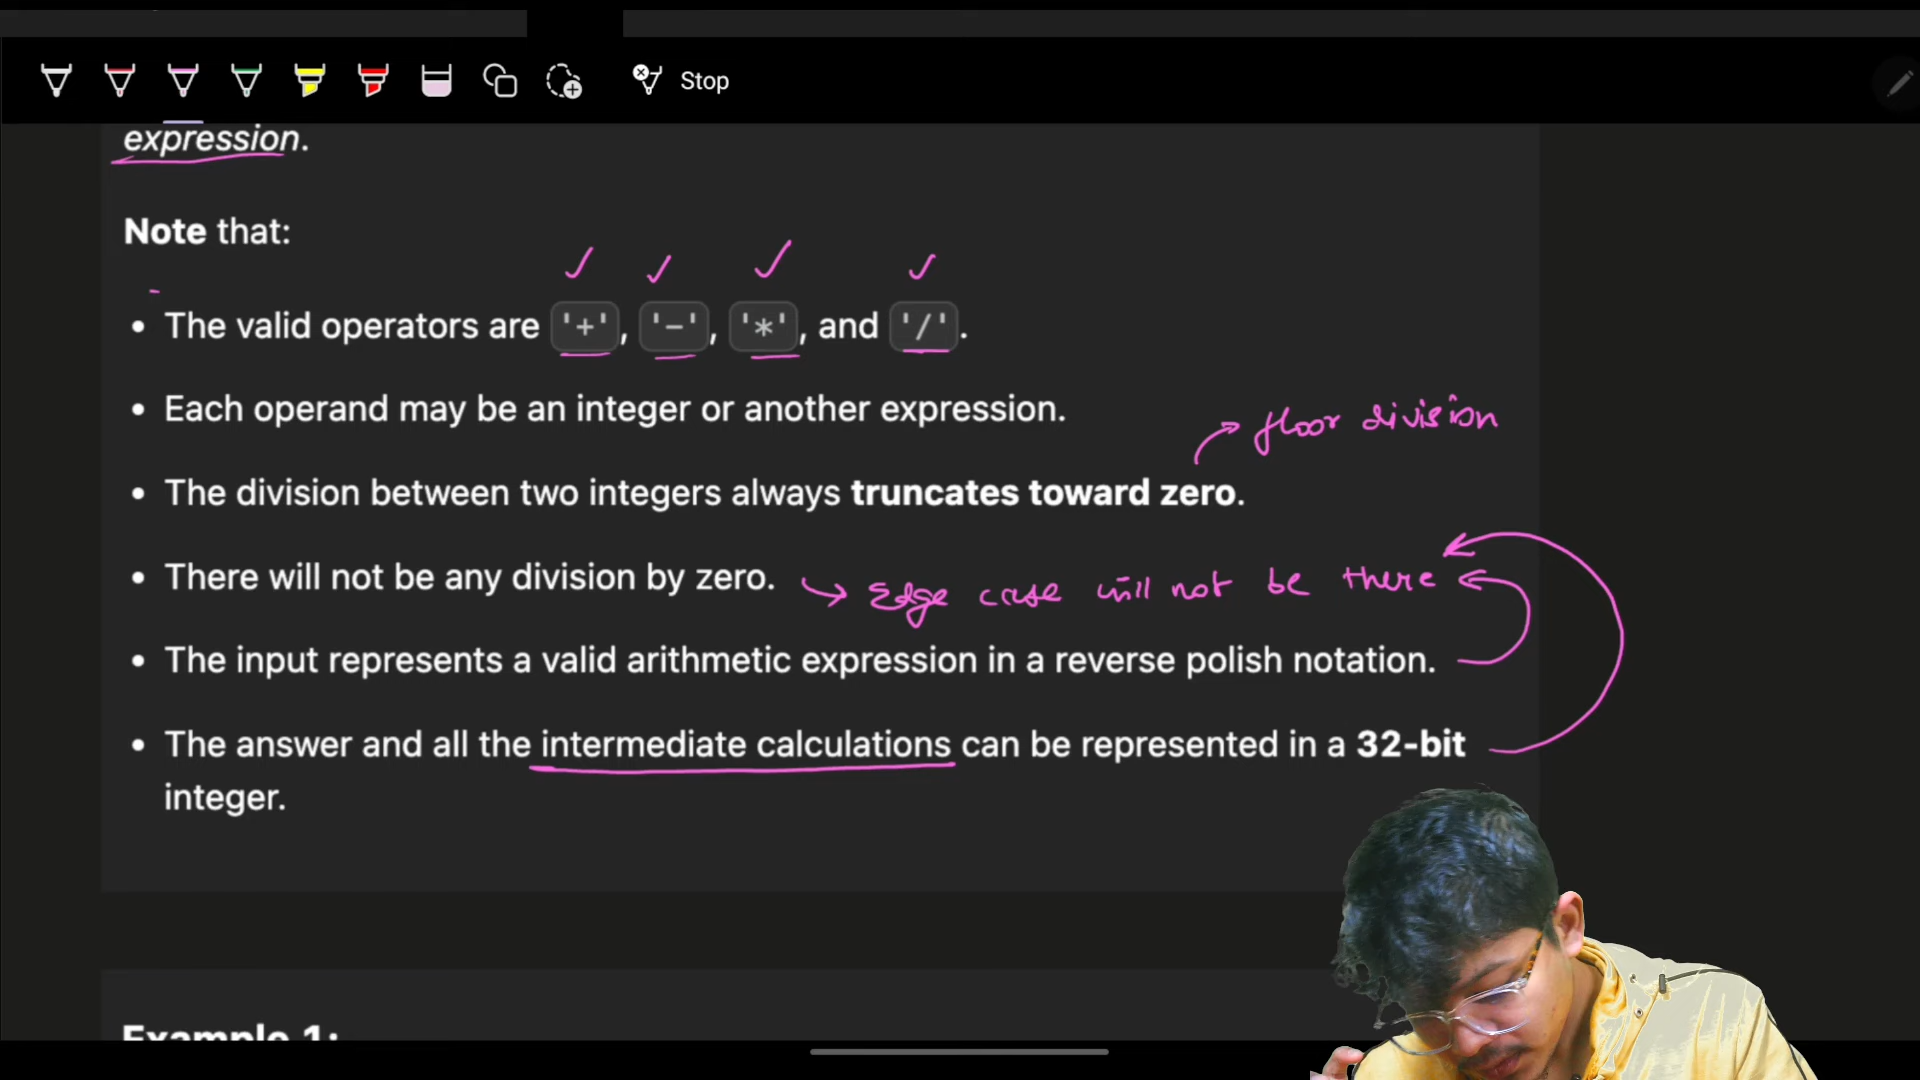 Stop
expression.
Note that:
• The valid operators are '+', '-', '*', and '/'.
• Each operand may be an integer or another expression.
floor division
• The division between two integers always truncates toward zero.
• There will not be any division by zero.
Edge case will not be there
• The input represents a valid arithmetic expression in a reverse polish notation.
• The answer and all the intermediate calculations can be represented in a 32-bit
integer.
Example 1: